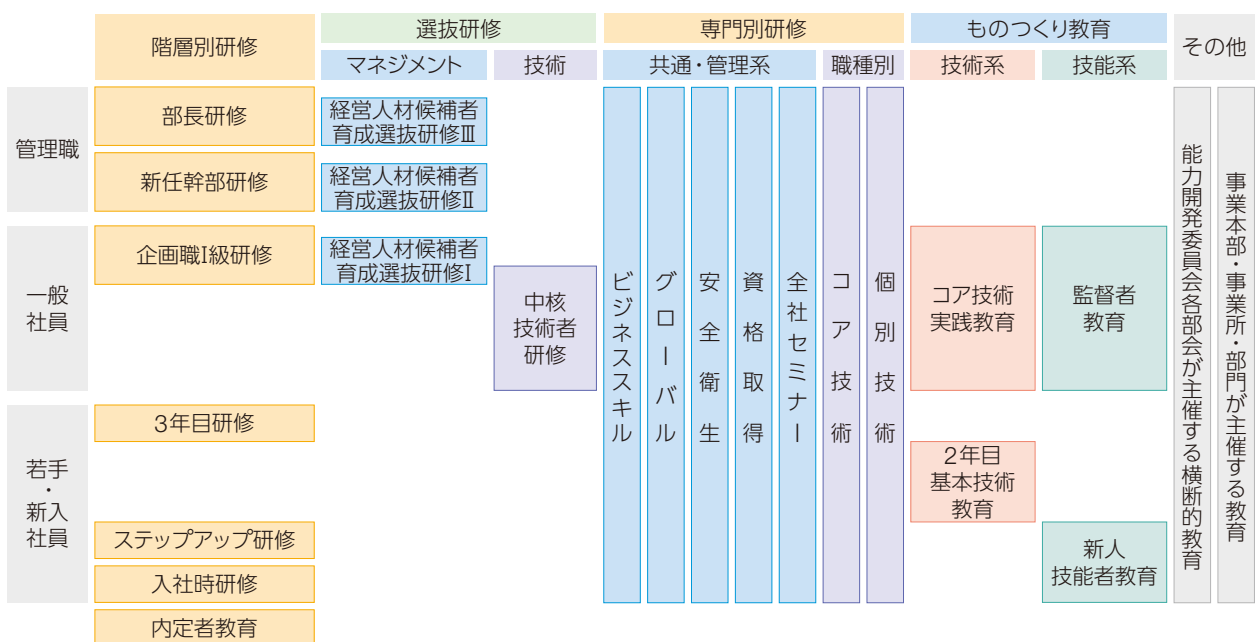 階層別研修
選抜研修
専門別研修
ものつくり教育
その他
マネジメント
技術
共通・管理系
職種別
技術系
技能系
管理職
部長研修
経営人材候補者
育成選抜研修Ⅲ
新任幹部研修
経営人材候補者
育成選抜研修Ⅱ
一般
社員
企画職Ⅰ級研修
経営人材候補者
育成選抜研修Ⅰ
中核
技術者
研修
ビジネススキル
グローバル
安全衛生
資格取得
全社セミナー
コア技術
個別技術
コア技術
実践教育
監督者
教育
能力開発委員会各部会が主催する横断的教育
事業本部・事業所・部門が主催する教育
若手
・
新入
社員
3年目研修
2年目
基本技術
教育
ステップアップ研修
新人
技能者教育
入社時研修
内定者教育